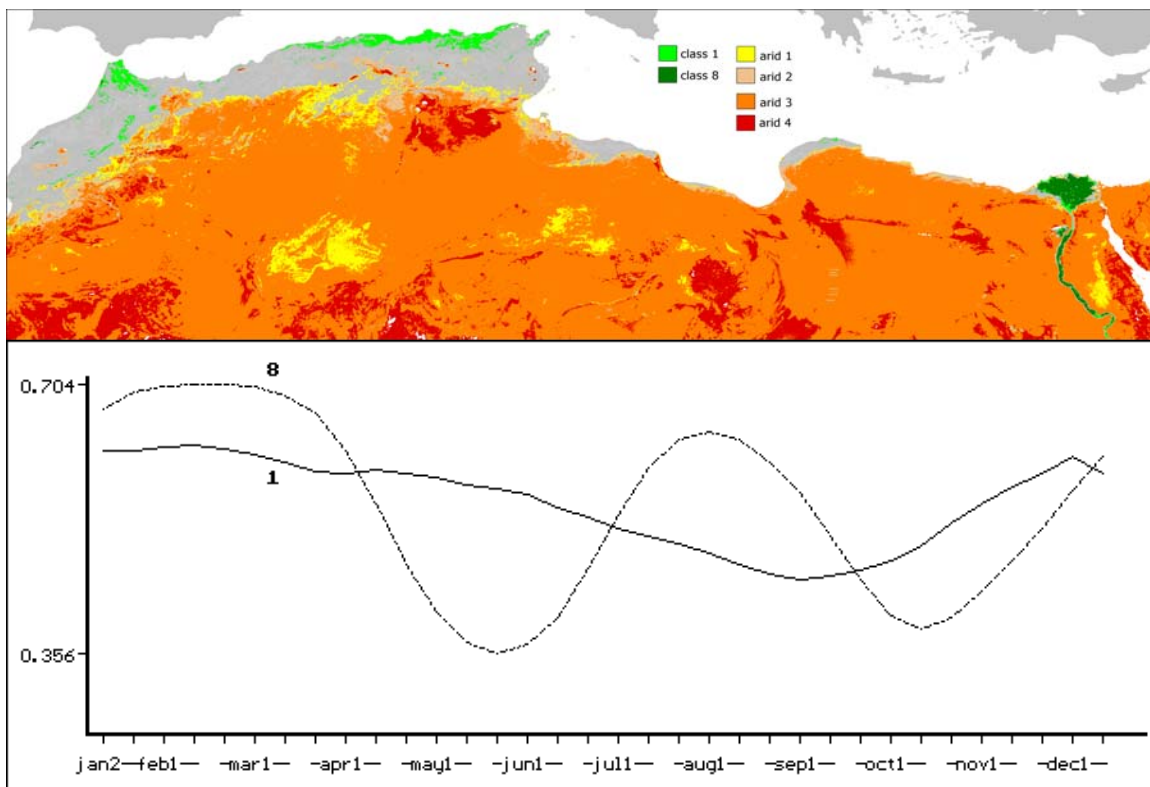 class 1 arid 1
class 8 arid 2
arid 3
arid 4
0.704
8
1
0.356
jan2——feb1— —mar1— —apr1— —may1— —jun1— —jul1— —aug1— —sep1— —oct1— —nov1— —dec1—